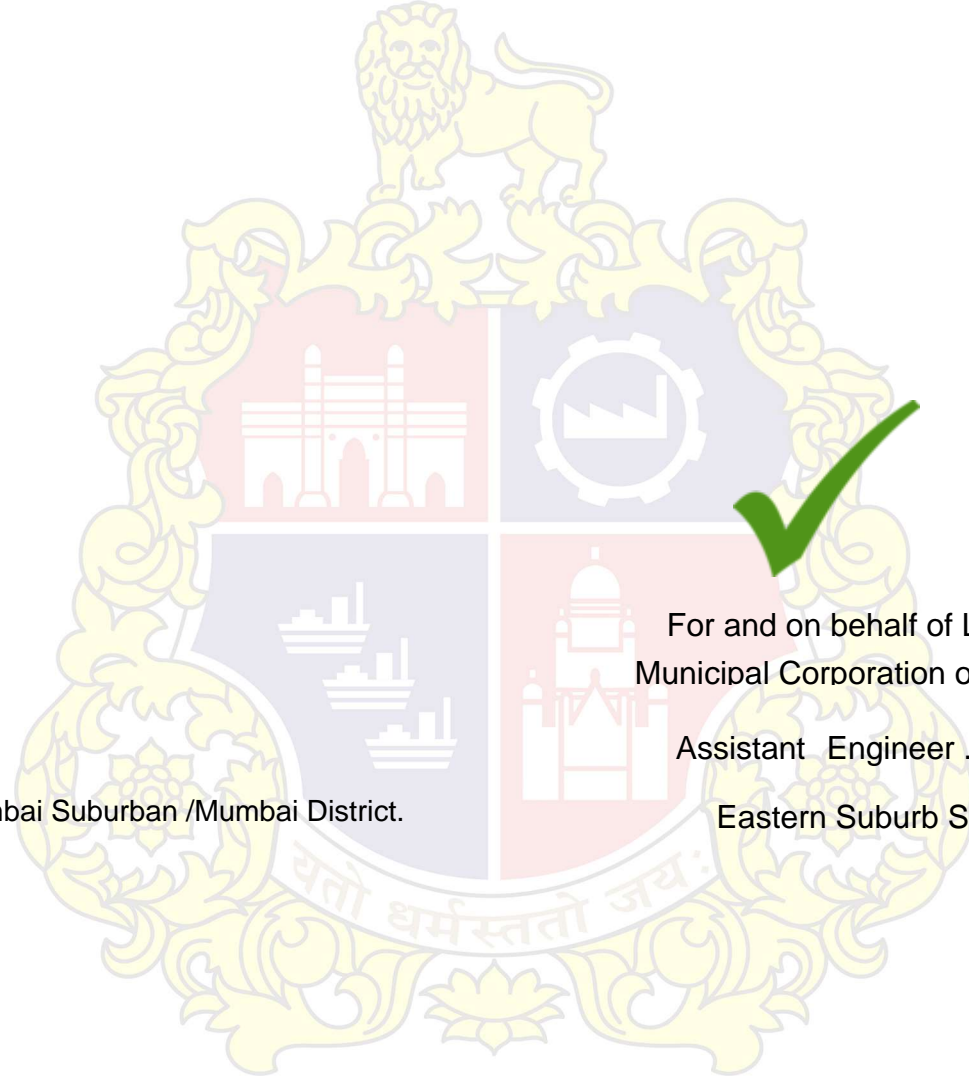 For and on behalf of L
Municipal Corporation o
Assistant Engineer .
bai Suburban /Mumbai District.
Eastern Suburb S
यतो धर्मस्ततो जय: